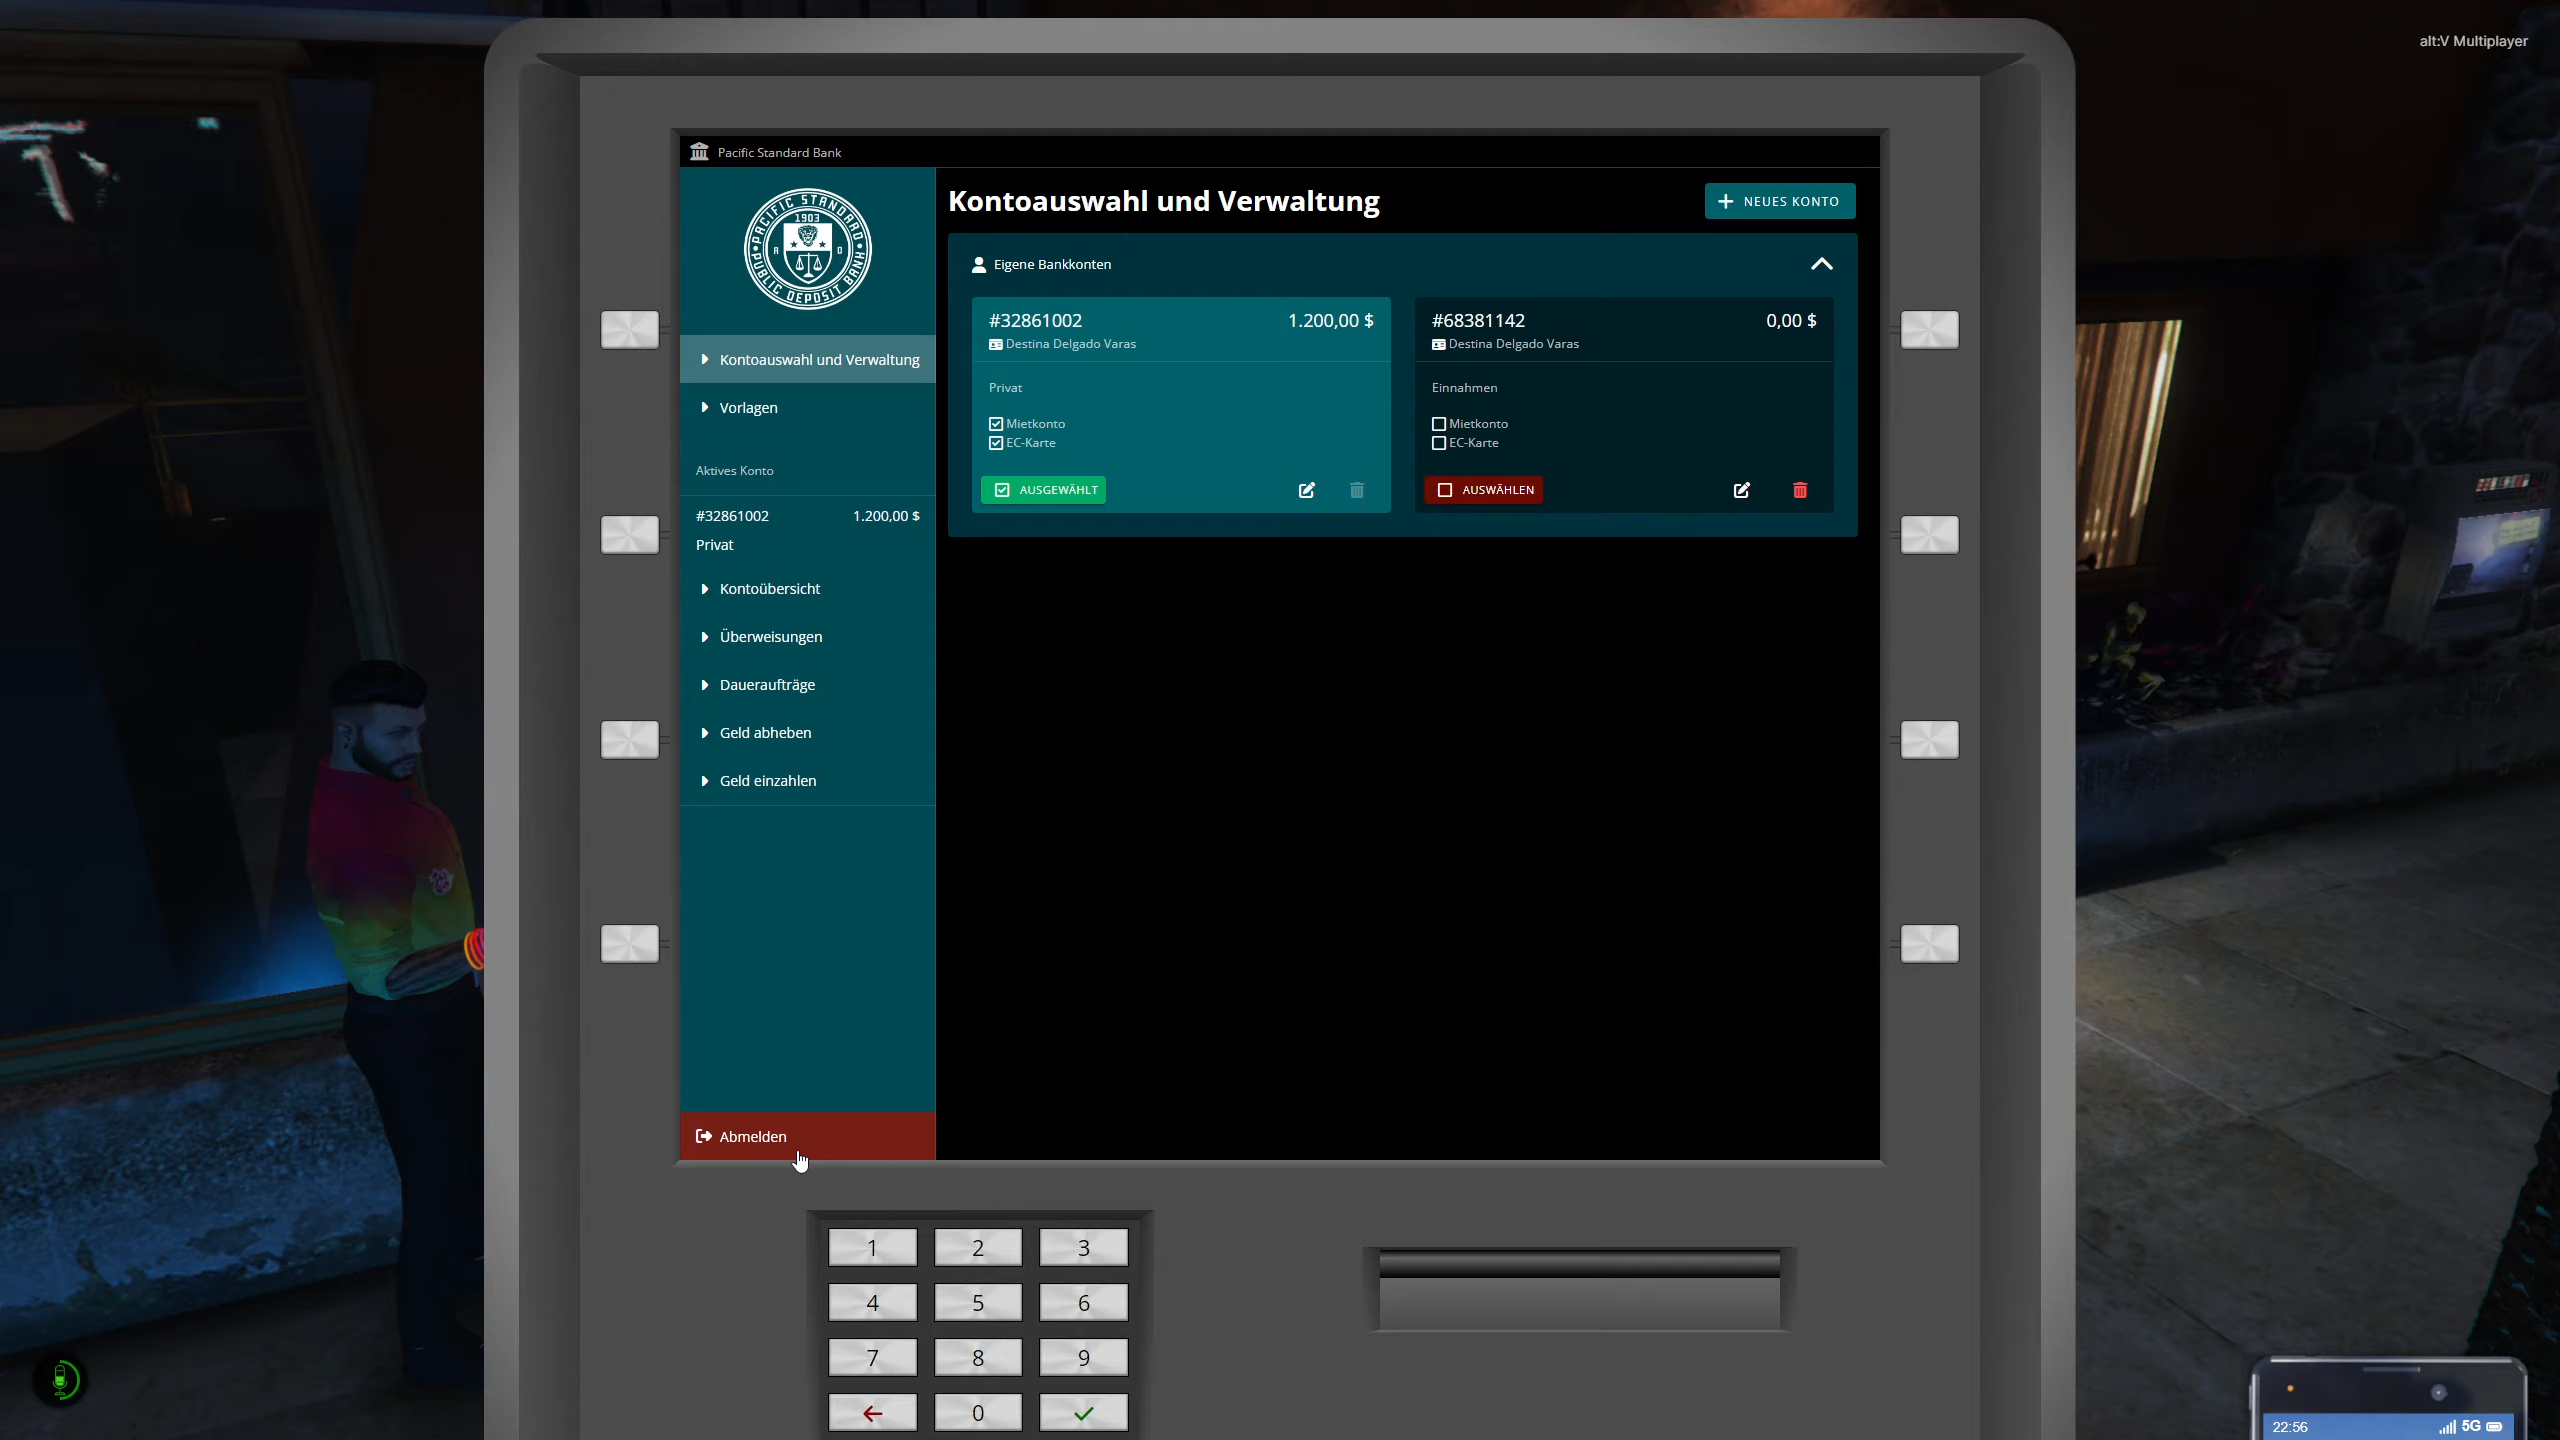 alt:V Multiplayer
Pacific Standard Bank
PACIFIC STANDARD
1903
A D
PUBLIC DEPOSIT BANK
Kontoauswahl und Verwaltung
NEUES KONTO
Eigene Bankkonten
#32861002 1.200,00 $
Destina Delgado Varas
Privat
Mietkonto
EC-Karte
AUSGEWÄHLT
#68381142 0,00 $
Destina Delgado Varas
Einnahmen
Mietkonto
EC-Karte
AUSWÄHLEN
Kontoauswahl und Verwaltung
Vorlagen
Aktives Konto
#32861002 1.200,00 $
Privat
Kontoübersicht
Überweisungen
Daueraufträge
Geld abheben
Geld einzahlen
Abmelden
1 2 3
4 5 6
7 8 9
0
22:56 5G